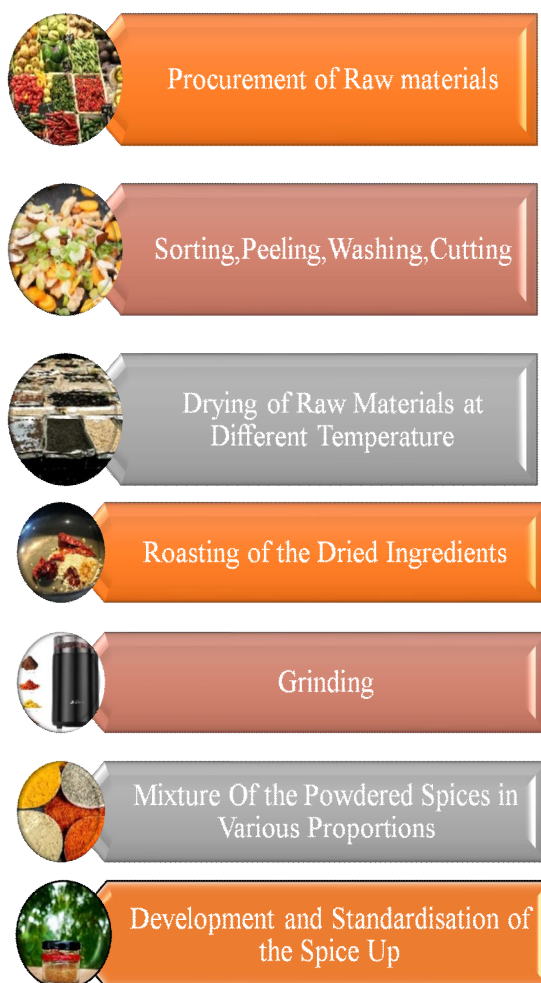 Procurement of Raw materials
Sorting,Peeling,Washing,Cutting
Drying of Raw Materials at
Different Temperature
Roasting of the Dried Ingredients
Grinding
Mixture Of the Powdered Spices in
Various Proportions
Development and Standardisation of
the Spice Up